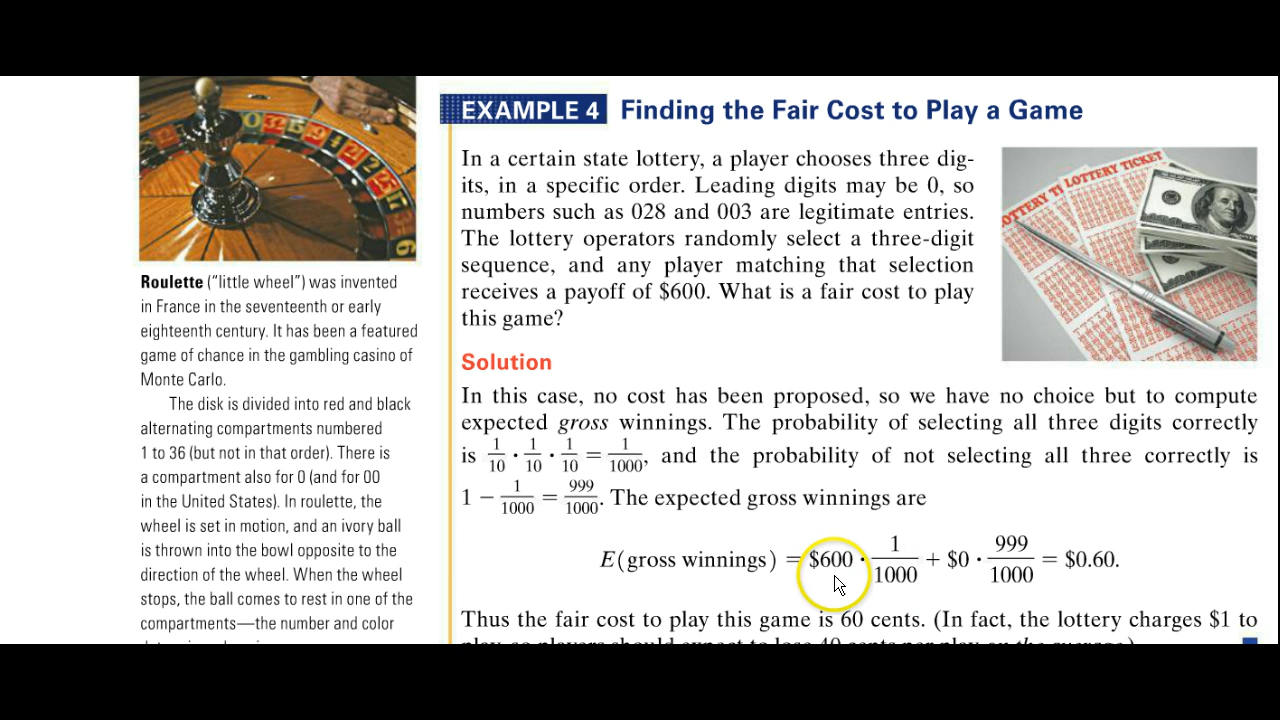 EXAMPLE 4 Finding the Fair Cost to Play a Game
In a certain state lottery, a player chooses three dig-
its, in a specific order. Leading digits may be 0, so
numbers such as 028 and 003 are legitimate entries.
The lottery operators randomly select a three-digit
sequence, and any player matching that selection
receives a payoff of $600. What is a fair cost to play
this game?
LOTTERY TICKET
Solution
In this case, no cost has been proposed, so we have no choice but to compute
expected gross winnings. The probability of selecting all three digits correctly
is 1/10 · 1/10 · 1/10 = 1/1000, and the probability of not selecting all three correctly is
1 − 1/1000 = 999/1000. The expected gross winnings are
E(gross winnings) = $600 · 1/1000 + $0 · 999/1000 = $0.60.
Thus the fair cost to play this game is 60 cents. (In fact, the lottery charges $1 to
Roulette (“little wheel”) was invented
in France in the seventeenth or early
eighteenth century. It has been a featured
game of chance in the gambling casino of
Monte Carlo.
The disk is divided into red and black
alternating compartments numbered
1 to 36 (but not in that order). There is
a compartment also for 0 (and for 00
in the United States). In roulette, the
wheel is set in motion, and an ivory ball
is thrown into the bowl opposite to the
direction of the wheel. When the wheel
stops, the ball comes to rest in one of the
compartments—the number and color